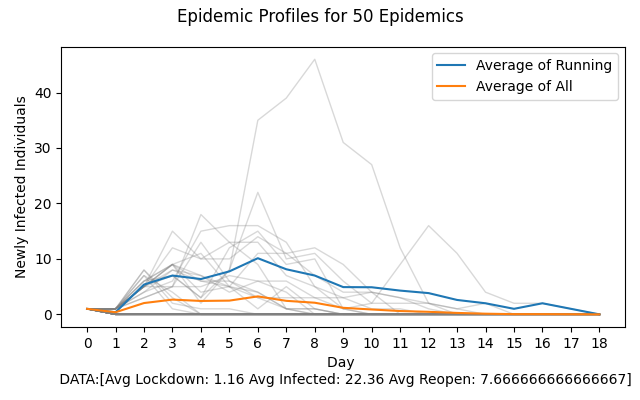 Epidemic Profiles for 50 Epidemics
Newly Infected Individuals
40
30
20
10
0
Average of Running
Average of All
0 1 2 3 4 5 6 7 8 9 10 11 12 13 14 15 16 17 18
Day
DATA:[Avg Lockdown: 1.16 Avg Infected: 22.36 Avg Reopen: 7.666666666666667]